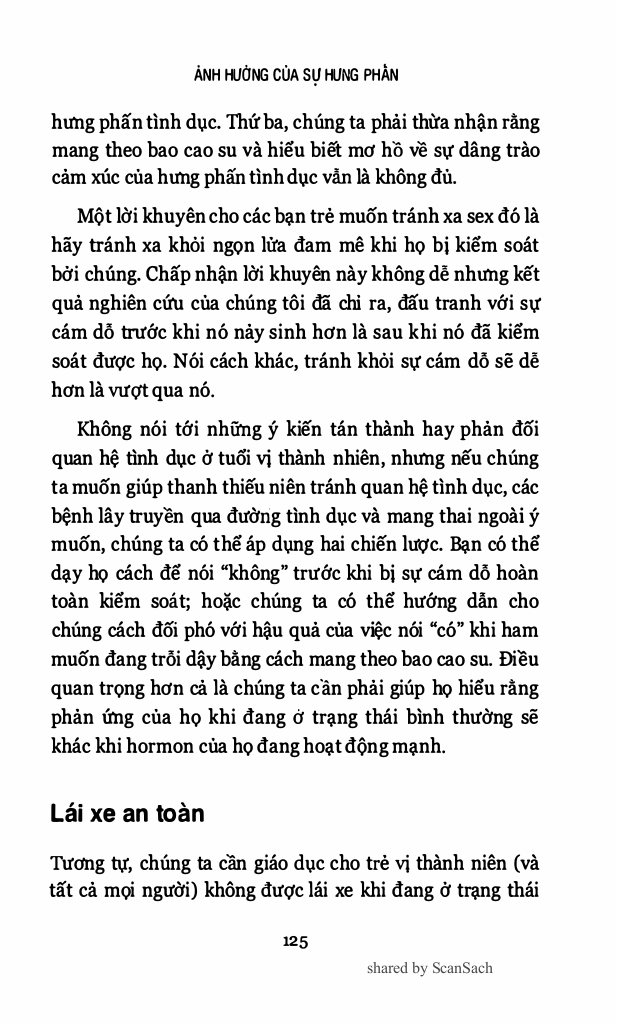 ẢNH HƯỞNG CỦA SỰ HƯNG PHẤN
hưng phấn tình dục. Thứ ba, chúng ta phải thừa nhận rằng
mang theo bao cao su và hiểu biết mơ hồ về sự dâng trào
cảm xúc của hưng phấn tình dục vẫn là không đủ.
Một lời khuyên cho các bạn trẻ muốn tránh xa sex đó là
hãy tránh xa khỏi ngọn lửa đam mê khi họ bị kiểm soát
bởi chúng. Chấp nhận lời khuyên này không dễ nhưng kết
quả nghiên cứu của chúng tôi đã chỉ ra, đấu tranh với sự
cám dỗ trước khi nó nảy sinh hơn là sau khi nó đã kiểm
soát được họ. Nói cách khác, tránh khỏi sự cám dỗ sẽ dễ
hơn là vượt qua nó.
Không nói tới những ý kiến tán thành hay phản đối
quan hệ tình dục ở tuổi vị thành nhiên, nhưng nếu chúng
ta muốn giúp thanh thiếu niên tránh quan hệ tình dục, các
bệnh lây truyền qua đường tình dục và mang thai ngoài ý
muốn, chúng ta có thể áp dụng hai chiến lược. Bạn có thể
dạy họ cách để nói “không” trước khi bị sự cám dỗ hoàn
toàn kiểm soát; hoặc chúng ta có thể hướng dẫn cho
chúng cách đối phó với hậu quả của việc nói “có” khi ham
muốn đang trỗi dậy bằng cách mang theo bao cao su. Điều
quan trọng hơn cả là chúng ta cần phải giúp họ hiểu rằng
phản ứng của họ khi đang ở trạng thái bình thường sẽ
khác khi hormon của họ đang hoạt động mạnh.
Lái xe an toàn
Tương tự, chúng ta cần giáo dục cho trẻ vị thành niên (và
tất cả mọi người) không được lái xe khi đang ở trạng thái
125
shared by ScanSach